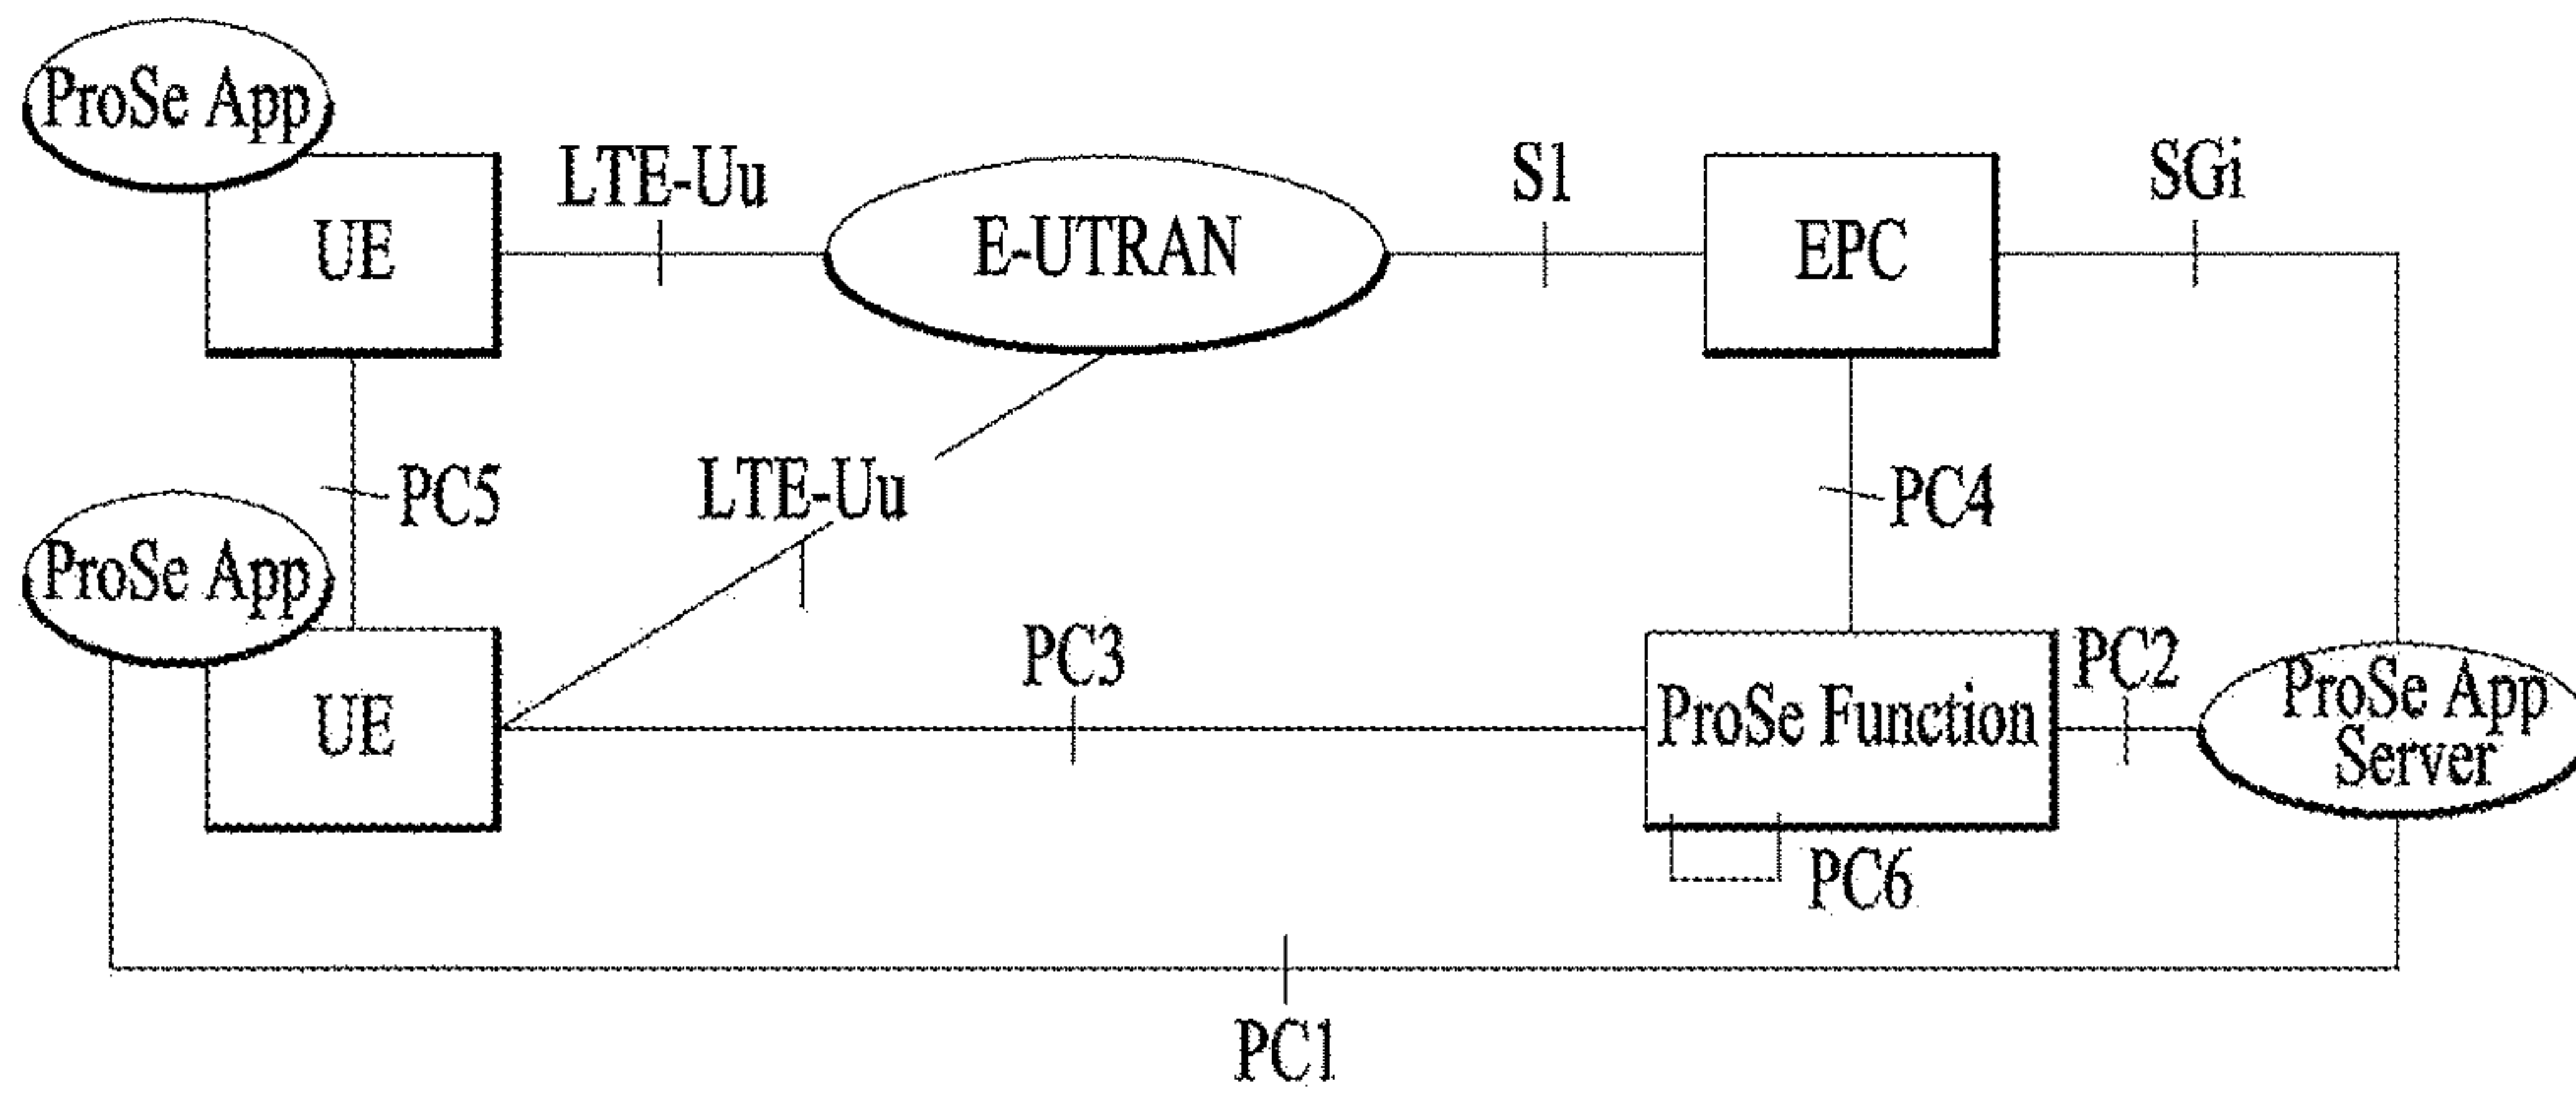 ProSe App
LTE-Uu
S1
SGi
UE
E-UTRAN
EPC
LTE-Uu
PC5
PC4
ProSe App
PC3
PC2
UE
ProSe Function
ProSe App
Server
PC6
PC1